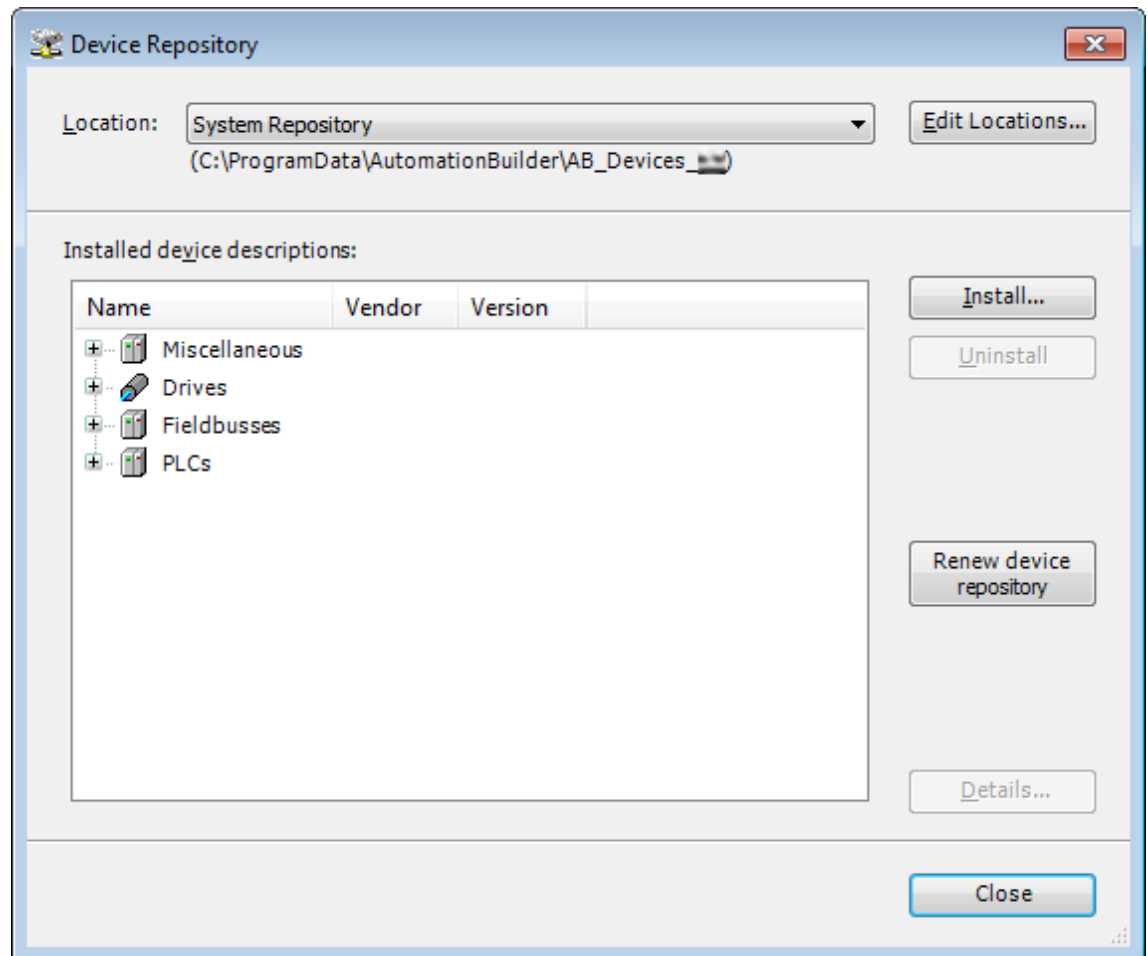 Device Repository
Location: System Repository Edit Locations...
(C:\ProgramData\AutomationBuilder\AB_Devices_)
Installed device descriptions:
Name Vendor Version Install...
Miscellaneous Uninstall
Drives
Fieldbusses
PLCs
Renew device
repository
Details...
Close